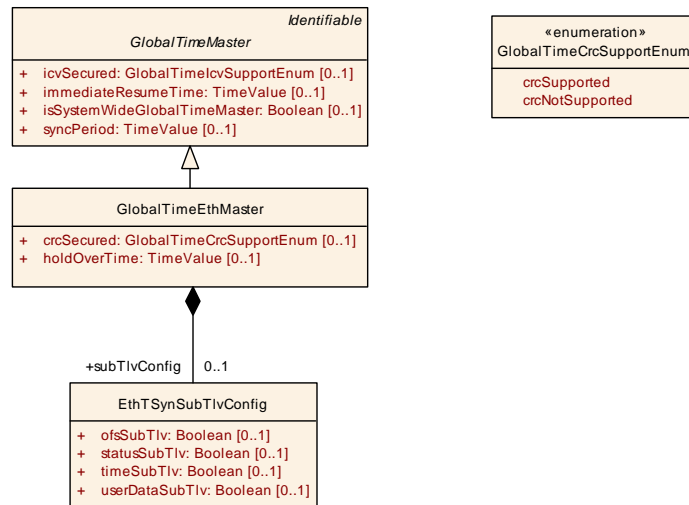 Identifiable
GlobalTimeMaster
+ icvSecured: GlobalTimeIcvSupportEnum [0..1]
+ immediateResumeTime: TimeValue [0..1]
+ isSystemWideGlobalTimeMaster: Boolean [0..1]
+ syncPeriod: TimeValue [0..1]
«enumeration»
GlobalTimeCrcSupportEnum
crcSupported
crcNotSupported
GlobalTimeEthMaster
+ crcSecured: GlobalTimeCrcSupportEnum [0..1]
+ holdOverTime: TimeValue [0..1]
+subTlvConfig 0..1
EthTSynSubTlvConfig
+ ofsSubTlv: Boolean [0..1]
+ statusSubTlv: Boolean [0..1]
+ timeSubTlv: Boolean [0..1]
+ userDataSubTlv: Boolean [0..1]